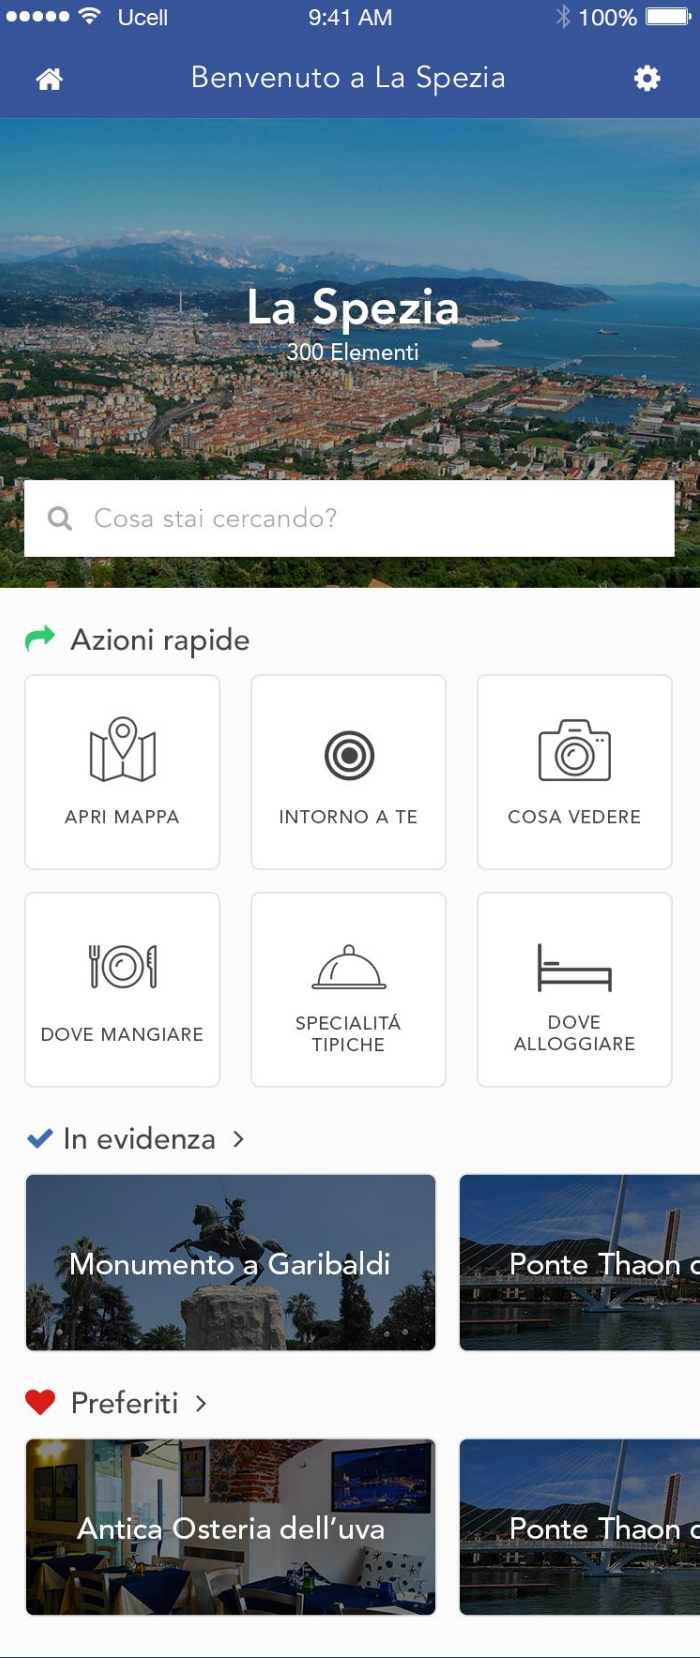 Ucell 9:41 AM 100%
Benvenuto a La Spezia
La Spezia
300 Elementi
Cosa stai cercando?
Azioni rapide
APRI MAPPA
INTORNO A TE
COSA VEDERE
DOVE MANGIARE
SPECIALITÁ
TIPICHE
DOVE
ALLOGGIARE
In evidenza
Monumento a Garibaldi
Ponte Thaon
Preferiti
Antica Osteria dell’uva
Ponte Thaon